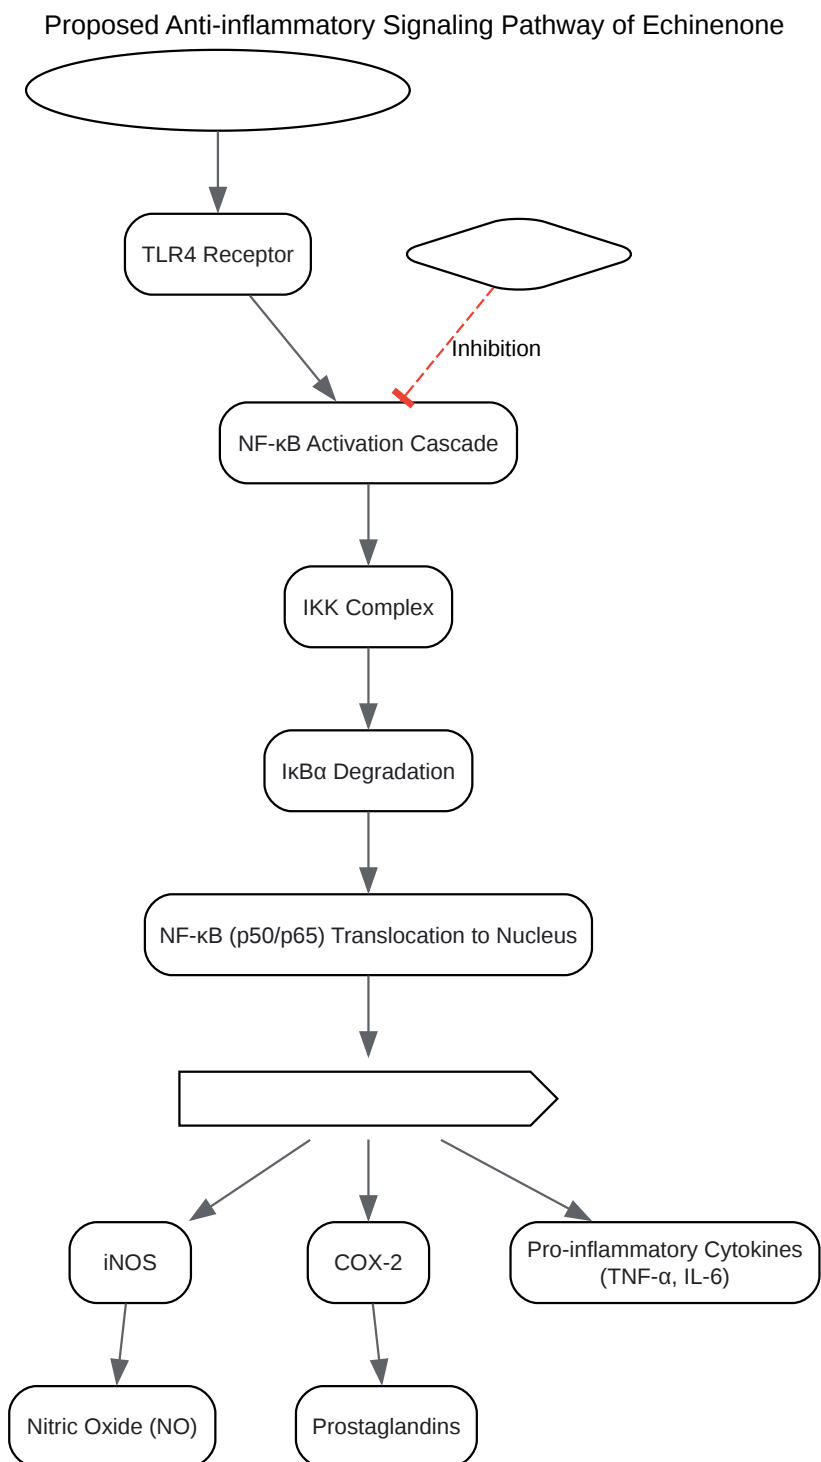 Proposed Anti-inflammatory Signaling Pathway of Echinenone
TLR4 Receptor
Inhibition
NF-κB Activation Cascade
IKK Complex
IκBα Degradation
NF-κB (p50/p65) Translocation to Nucleus
iNOS
COX-2
Pro-inflammatory Cytokines
(TNF-α, IL-6)
Nitric Oxide (NO)
Prostaglandins